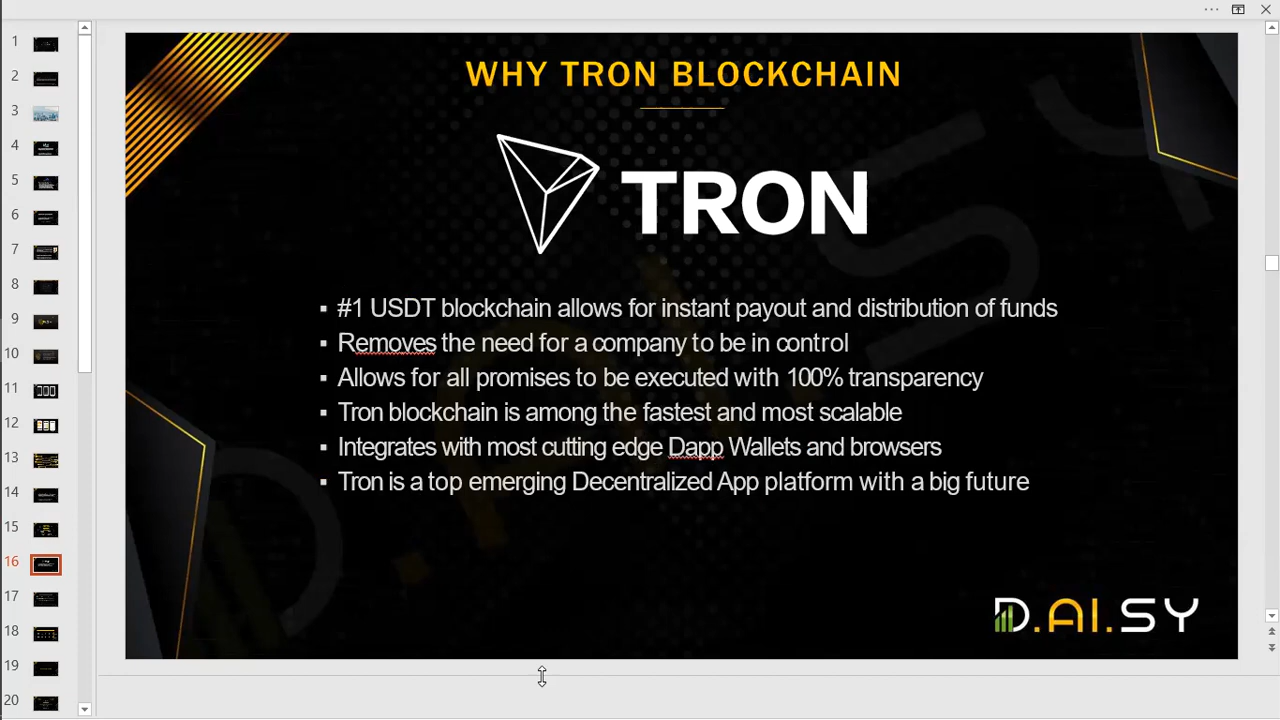 WHY TRON BLOCKCHAIN
TRON
#1 USDT blockchain allows for instant payout and distribution of funds
Removes the need for a company to be in control
Allows for all promises to be executed with 100% transparency
Tron blockchain is among the fastest and most scalable
Integrates with most cutting edge Dapp Wallets and browsers
Tron is a top emerging Decentralized App platform with a big future
D.AI.SY
1
2
3
4
5
6
7
8
9
10
11
12
13
14
15
16
17
18
19
20